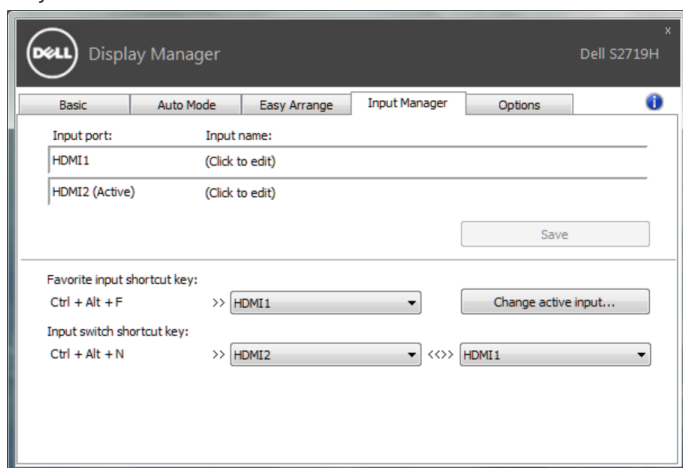 x
DELL Display Manager Dell S2719H
Basic Auto Mode Easy Arrange Input Manager Options i
Input port: Input name:
HDMI1 (Click to edit)
HDMI2 (Active) (Click to edit)
Save
Favorite input shortcut key:
Ctrl + Alt + F >> HDMI1 Change active input...
Input switch shortcut key:
Ctrl + Alt + N >> HDMI2 <<>> HDMI1